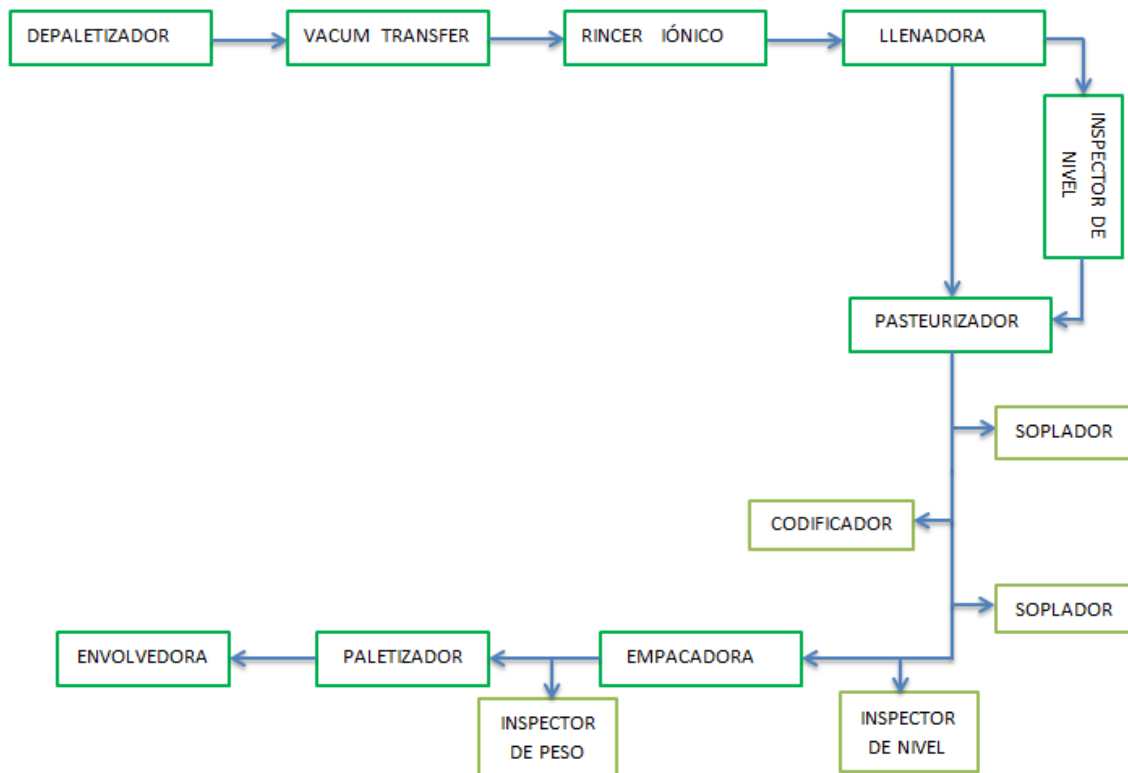 DEPALETIZADOR
VACUM TRANSFER
RINCER IÓNICO
LLENADORA
INSPECTOR DE
NIVEL
PASTEURIZADOR
SOPLADOR
CODIFICADOR
SOPLADOR
ENVOLVEDORA
PALETIZADOR
EMPACADORA
INSPECTOR
DE PESO
INSPECTOR
DE NIVEL